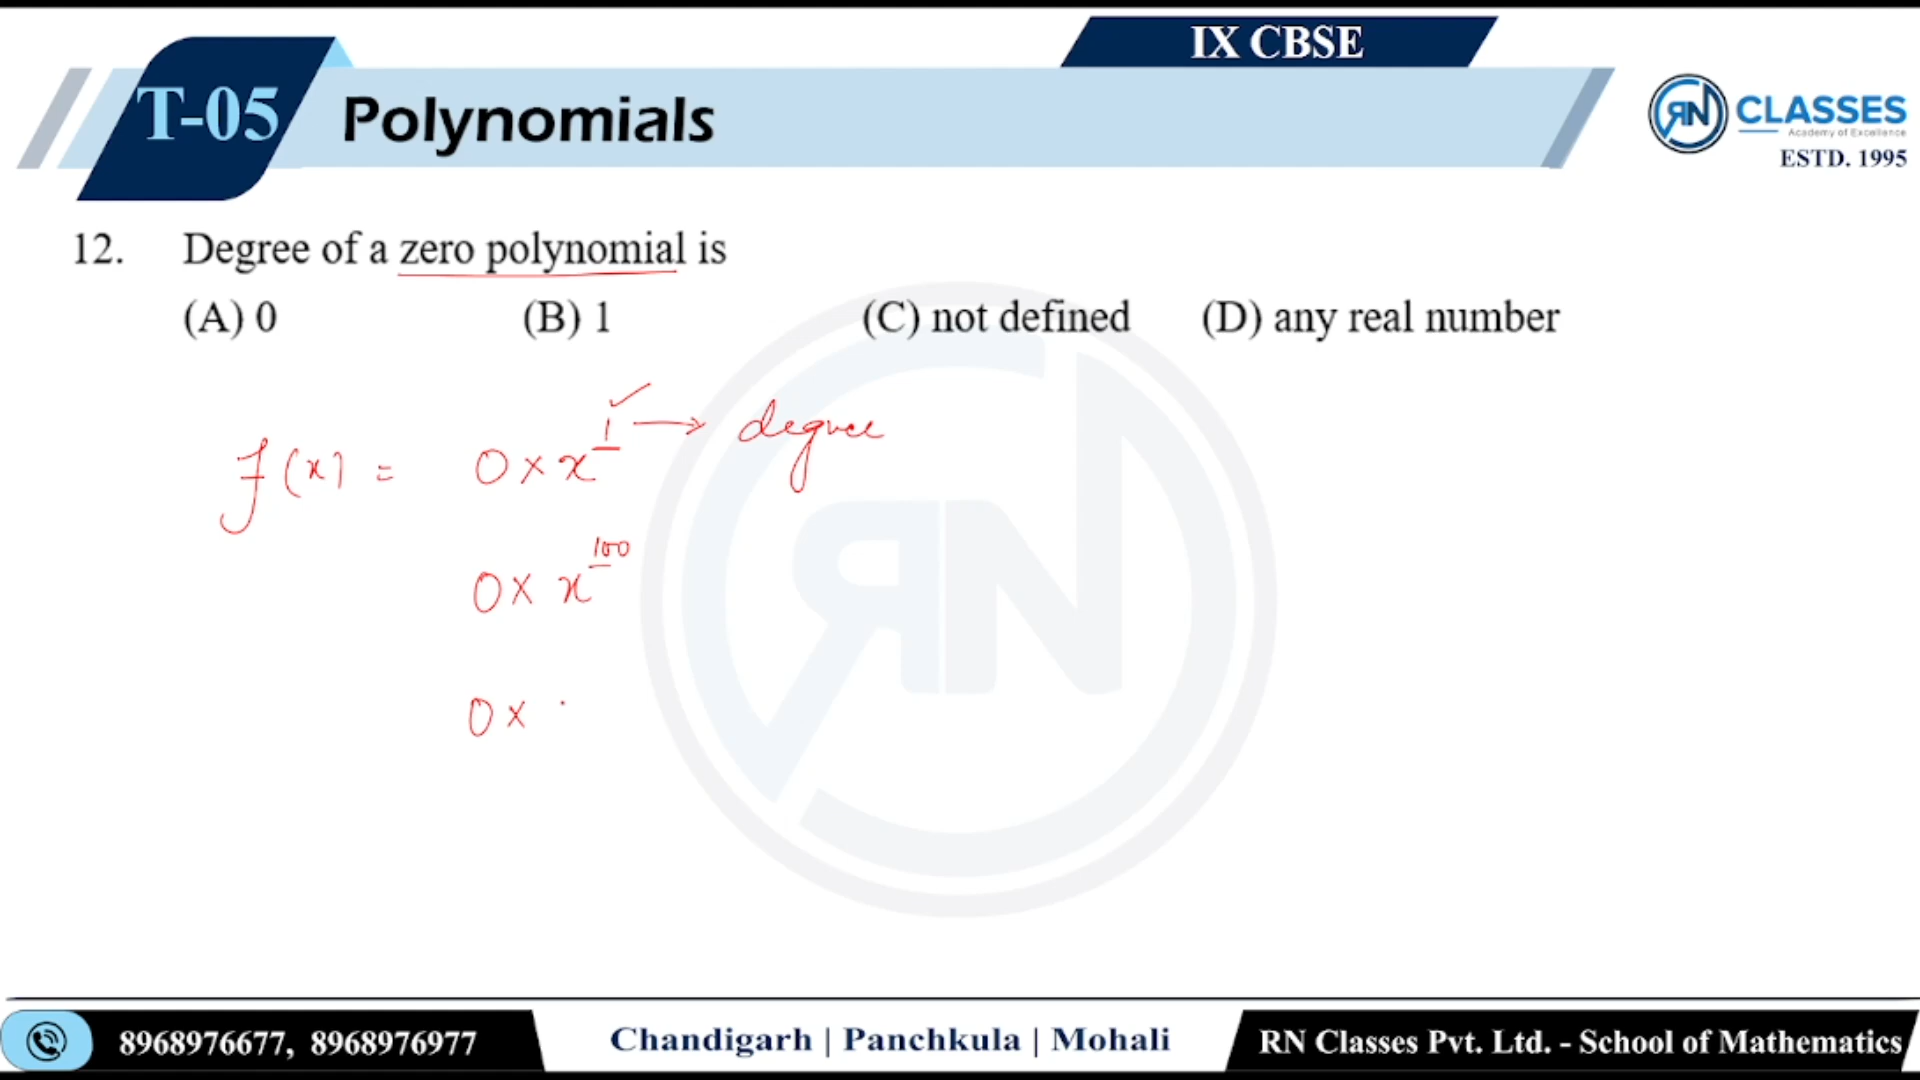 IX CBSE
T-05 Polynomials
RN CLASSES
Academy of Excellence
ESTD. 1995
12. Degree of a zero polynomial is
(A) 0 (B) 1 (C) not defined (D) any real number
f(x) = 0 × x^1 → degree
0 × x^100
0 ×
RN
8968976677, 8968976977 Chandigarh | Panchkula | Mohali RN Classes Pvt. Ltd. - School of Mathematics